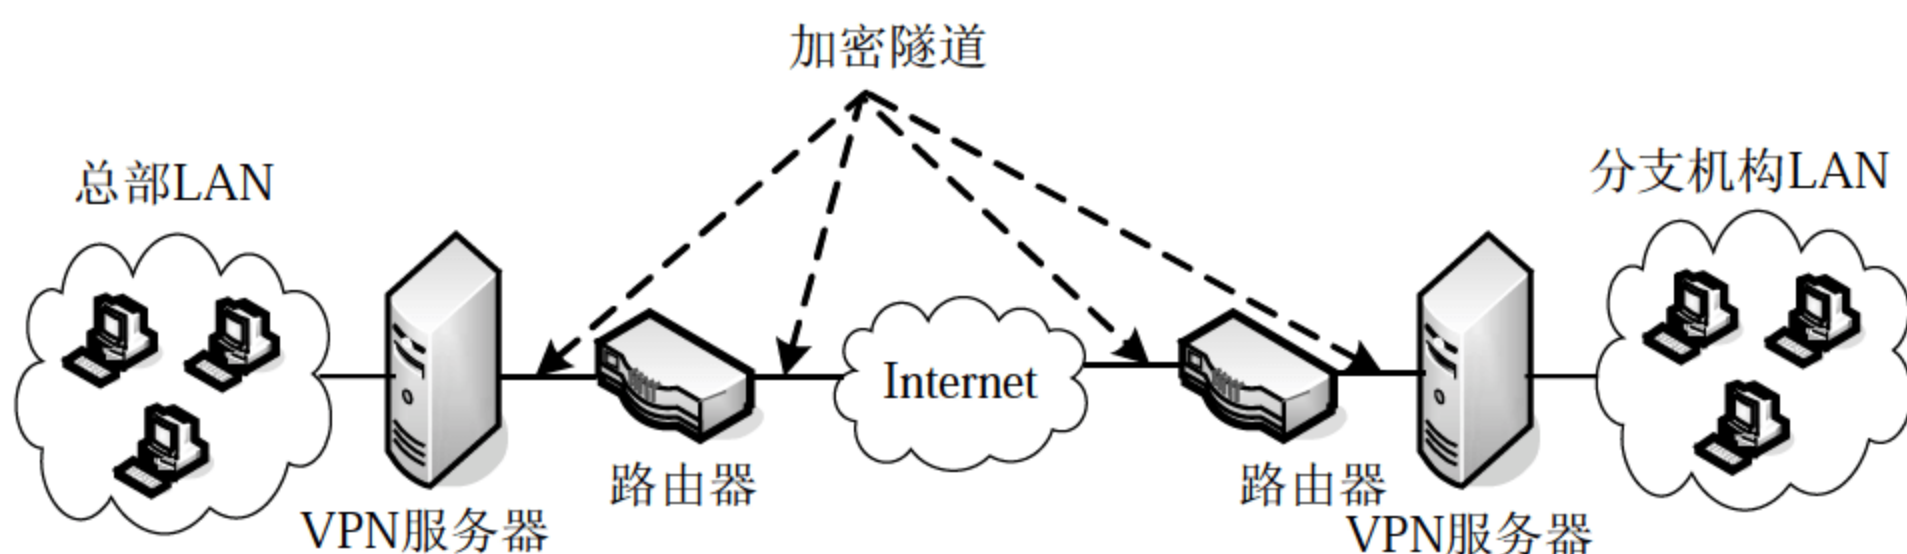 加密隧道
总部LAN
分支机构LAN
Internet
路由器
路由器
VPN服务器
VPN服务器